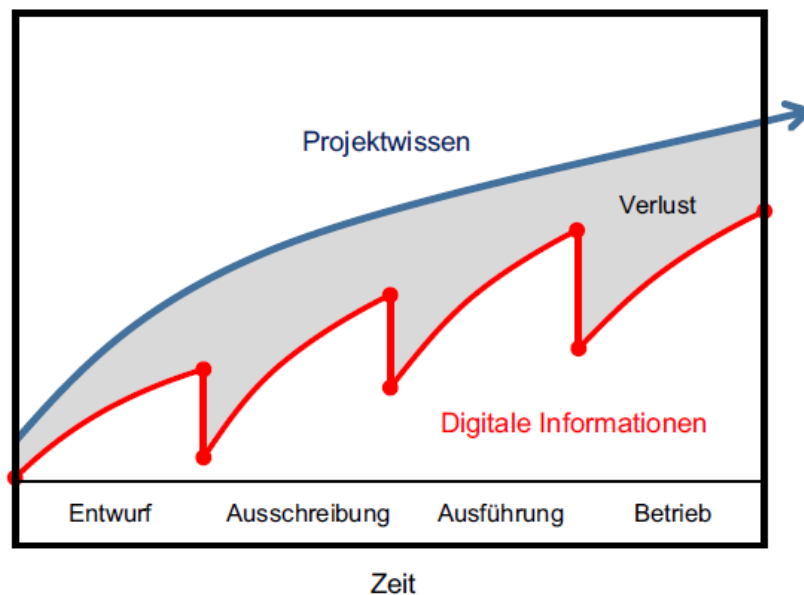 Projektwissen
Verlust
Digitale Informationen
Entwurf
Ausschreibung
Ausführung
Betrieb
Zeit